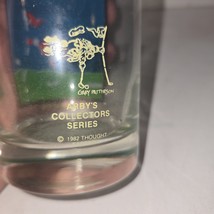 GARY PATTERSON
ARBY'S
COLLECTORS
SERIES
© 1982 THOUGHT